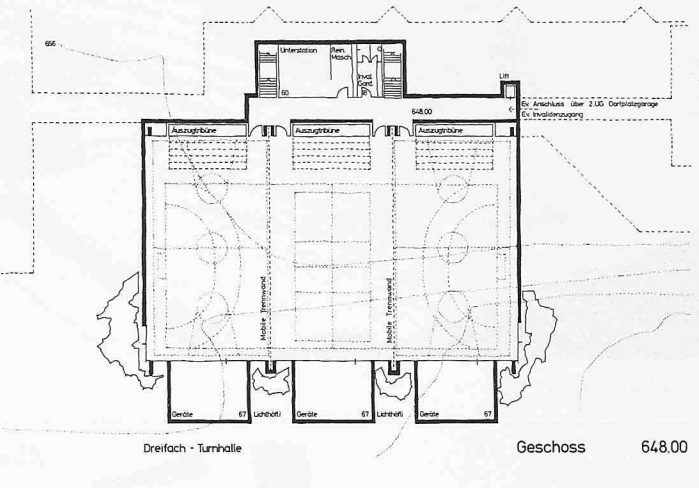 656
Unterstation
Rein.
Masch.
Inval.
Gard.
18
60
Lift
Ev. Anschluss über 2.UG Dorfplatzgarage
Ev. Invalidenzugang
648.00
Auszugtribüne
Auszugtribüne
Auszugtribüne
Mobile Trennwand
Mobile Trennwand
Geräte 67
Lichthöfli
Geräte 67
Lichthöfli
Geräte 67
Dreifach - Turnhalle
Geschoss 648.00